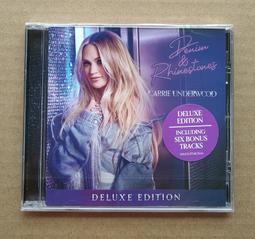 Denim
&
Rhinestones
CARRIE UNDERWOOD
DELUXE
EDITION
INCLUDING
SIX BONUS
TRACKS
DELUXE EDITION